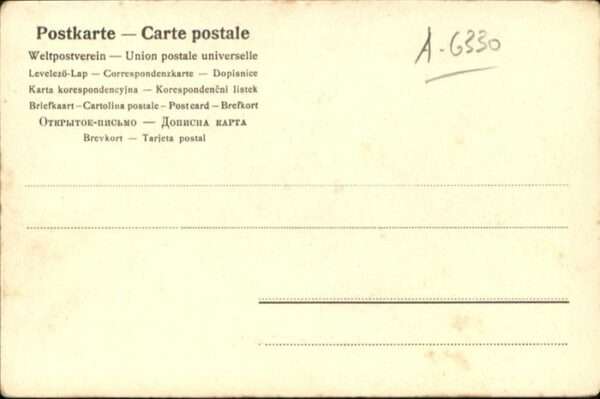 Postkarte — Carte postale
A-6330
Weltpostverein — Union postale universelle
Levelező-Lap — Correspondenzkarte — Dopisnice
Karta korespondencyjna — Korespondenční lístek
Briefkaart – Cartolina postale – Post card – Brefkort
Открытое-письмо — Дописна карта
Brevkort — Tarjeta postal